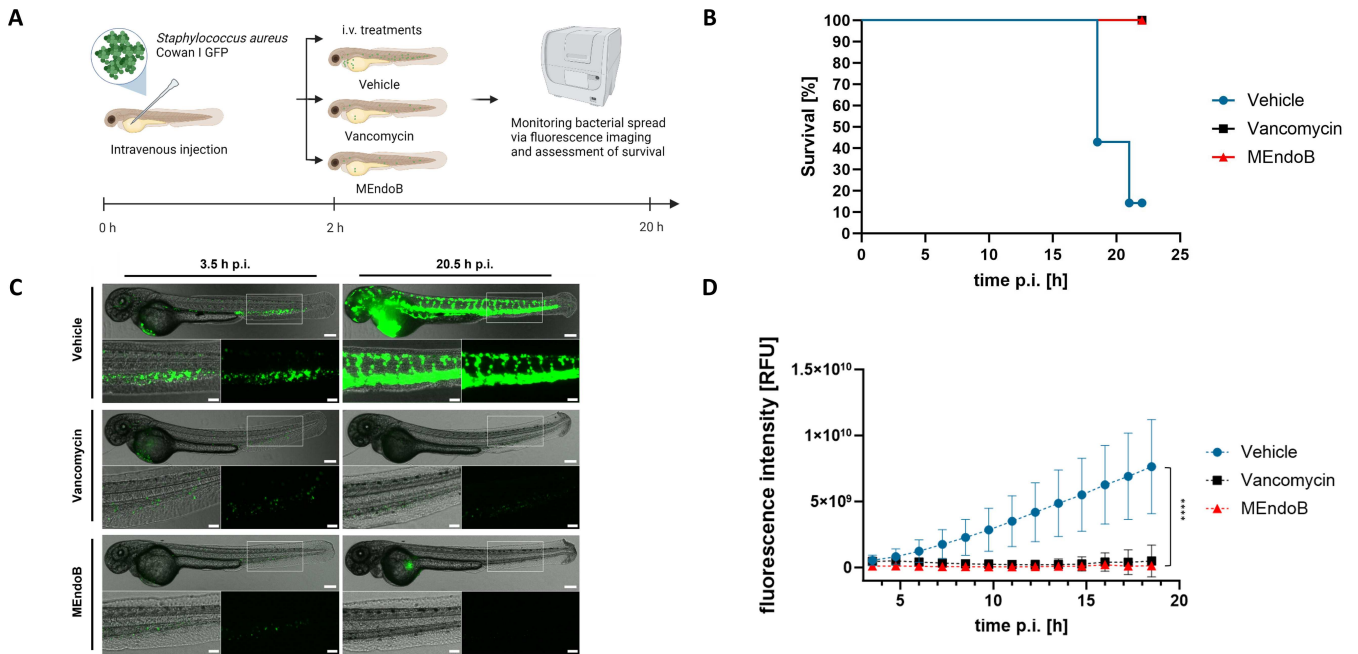 A
Staphylococcus aureus
Cowan I GFP
Intravenous injection
i.v. treatments
Vehicle
Vancomycin
MEndoB
Monitoring bacterial spread
via fluorescence imaging
and assessment of survival
0 h
2 h
20 h
B
Survival [%]
100
90
80
70
60
50
40
30
20
10
0
0
5
10
15
20
25
time p.i. [h]
Vehicle
Vancomycin
MEndoB
C
3.5 h p.i.
20.5 h p.i.
Vehicle
Vancomycin
MEndoB
D
fluorescence intensity [RFU]
1.5×10¹⁰
1×10¹⁰
5×10⁹
0
5
10
15
20
time p.i. [h]
****
Vehicle
Vancomycin
MEndoB